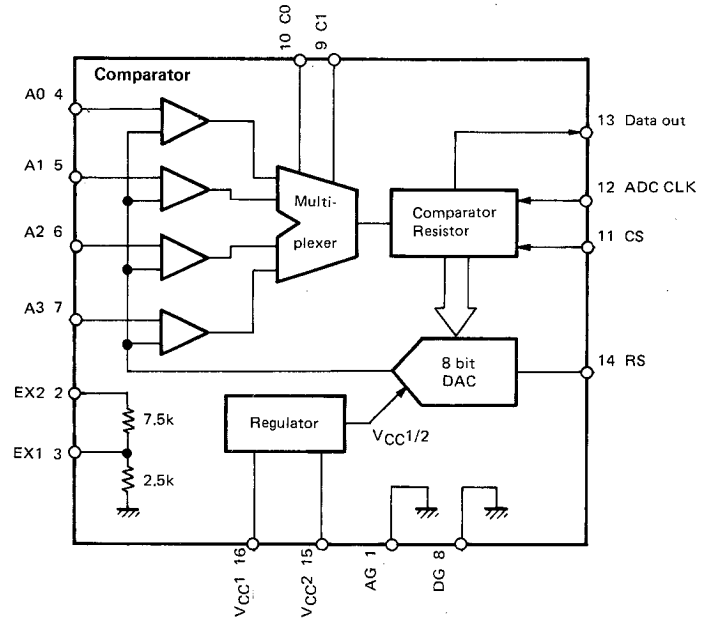 10 C0
9 C1
Comparator
A0 4
A1 5
A2 6
A3 7
Multi-
plexer
Comparator
Resistor
13 Data out
12 ADC CLK
11 CS
8 bit
DAC
14 RS
EX2 2
7.5k
EX1 3
2.5k
Regulator
VCC1/2
VCC1 16
VCC2 15
AG 1
DG 8